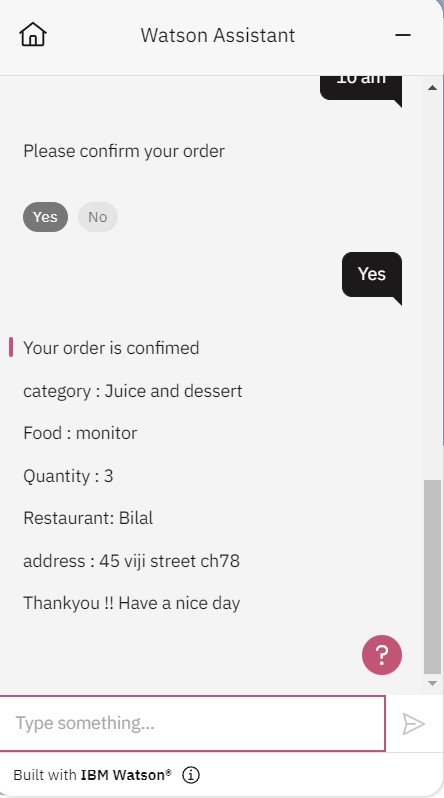 Watson Assistant
10 am
Please confirm your order
Yes
No
Yes
Your order is confimed
category : Juice and dessert
Food : monitor
Quantity : 3
Restaurant: Bilal
address : 45 viji street ch78
Thankyou !! Have a nice day
?
Type something...
Built with IBM Watson®